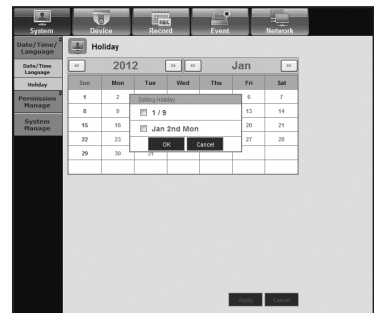 System Device Record Event Network
Date/Time/
Language
Date/Time
Language
Holiday
Permission
Manage
System
Manage
Holiday
<< 2012 >> << Jan >>
Sun Mon Tue Wed Thu Fri Sat
1 2 6 7
Setting Holiday
1 / 9
8 9 13 14
Jan 2nd Mon
15 16 20 21
OK Cancel
22 23 27 28
29 30 31
Apply Cancel